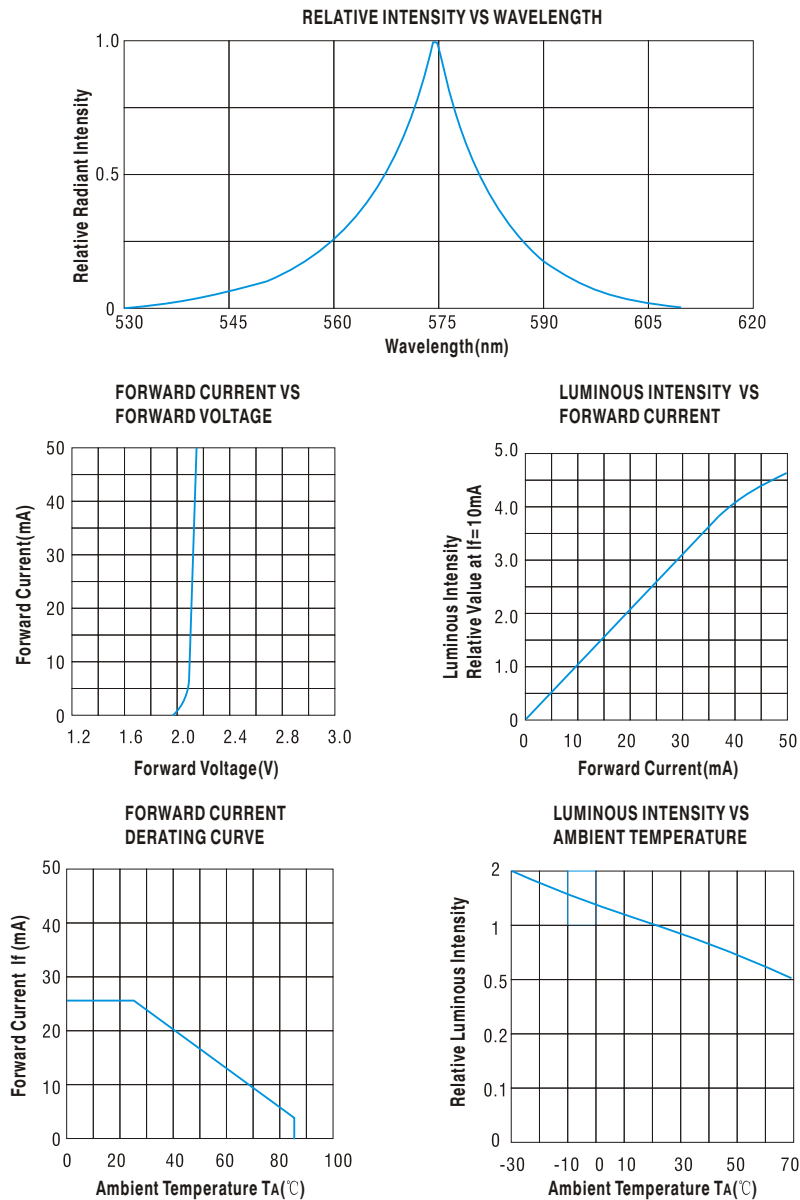 RELATIVE INTENSITY VS WAVELENGTH
Relative Radiant Intensity
1.0
0.5
0
530 545 560 575 590 605 620
Wavelength(nm)
FORWARD CURRENT VS
FORWARD VOLTAGE
Forward Current(mA)
50
40
30
20
10
0
1.2 1.6 2.0 2.4 2.8 3.0
Forward Voltage(V)
LUMINOUS INTENSITY VS
FORWARD CURRENT
Luminous Intensity
Relative Value at If=10mA
5.0
4.0
3.0
2.0
1.0
0
0 10 20 30 40 50
Forward Current(mA)
FORWARD CURRENT
DERATING CURVE
Forward Current If (mA)
50
40
30
20
10
0
0 20 40 60 80 100
Ambient Temperature TA(℃)
LUMINOUS INTENSITY VS
AMBIENT TEMPERATURE
Relative Luminous Intensity
2
1
0.5
0.2
0.1
0
-30 -10 0 10 30 50 70
Ambient Temperature TA(℃)